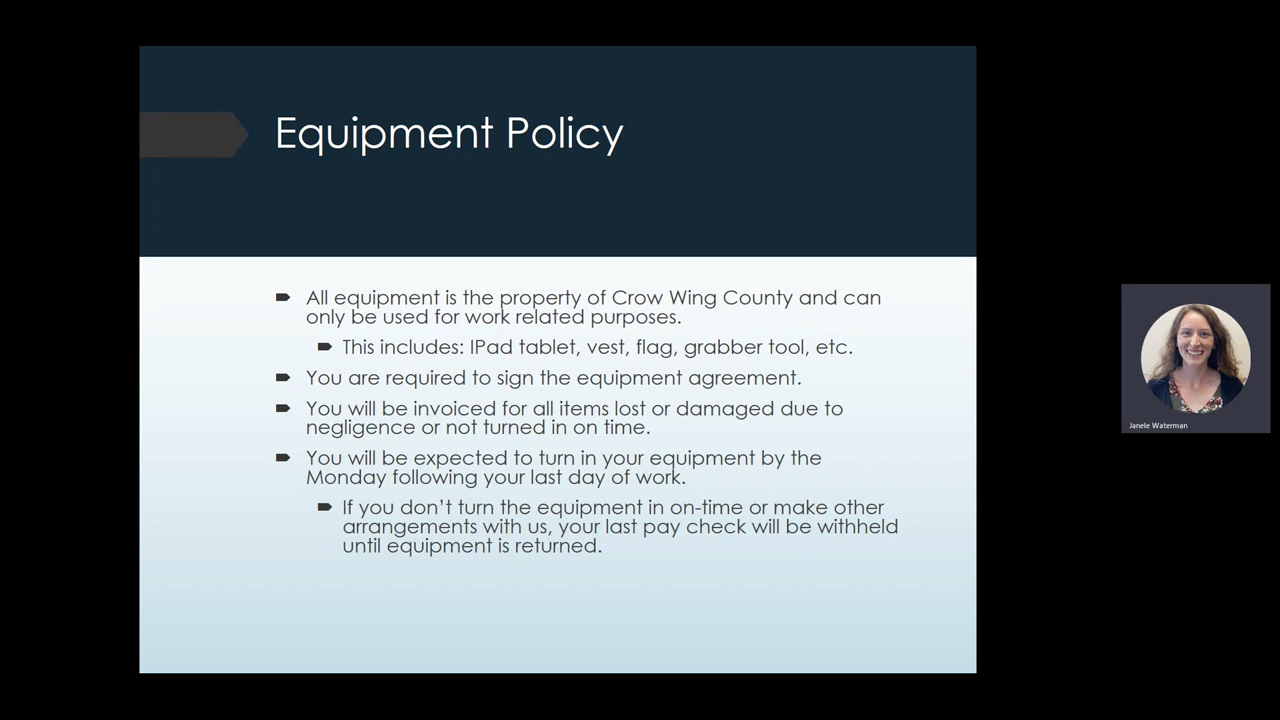 Equipment Policy
All equipment is the property of Crow Wing County and can
only be used for work related purposes.
This includes: IPad tablet, vest, flag, grabber tool, etc.
You are required to sign the equipment agreement.
You will be invoiced for all items lost or damaged due to
negligence or not turned in on time.
You will be expected to turn in your equipment by the
Monday following your last day of work.
If you don’t turn the equipment in on-time or make other
arrangements with us, your last pay check will be withheld
until equipment is returned.
Janele Waterman